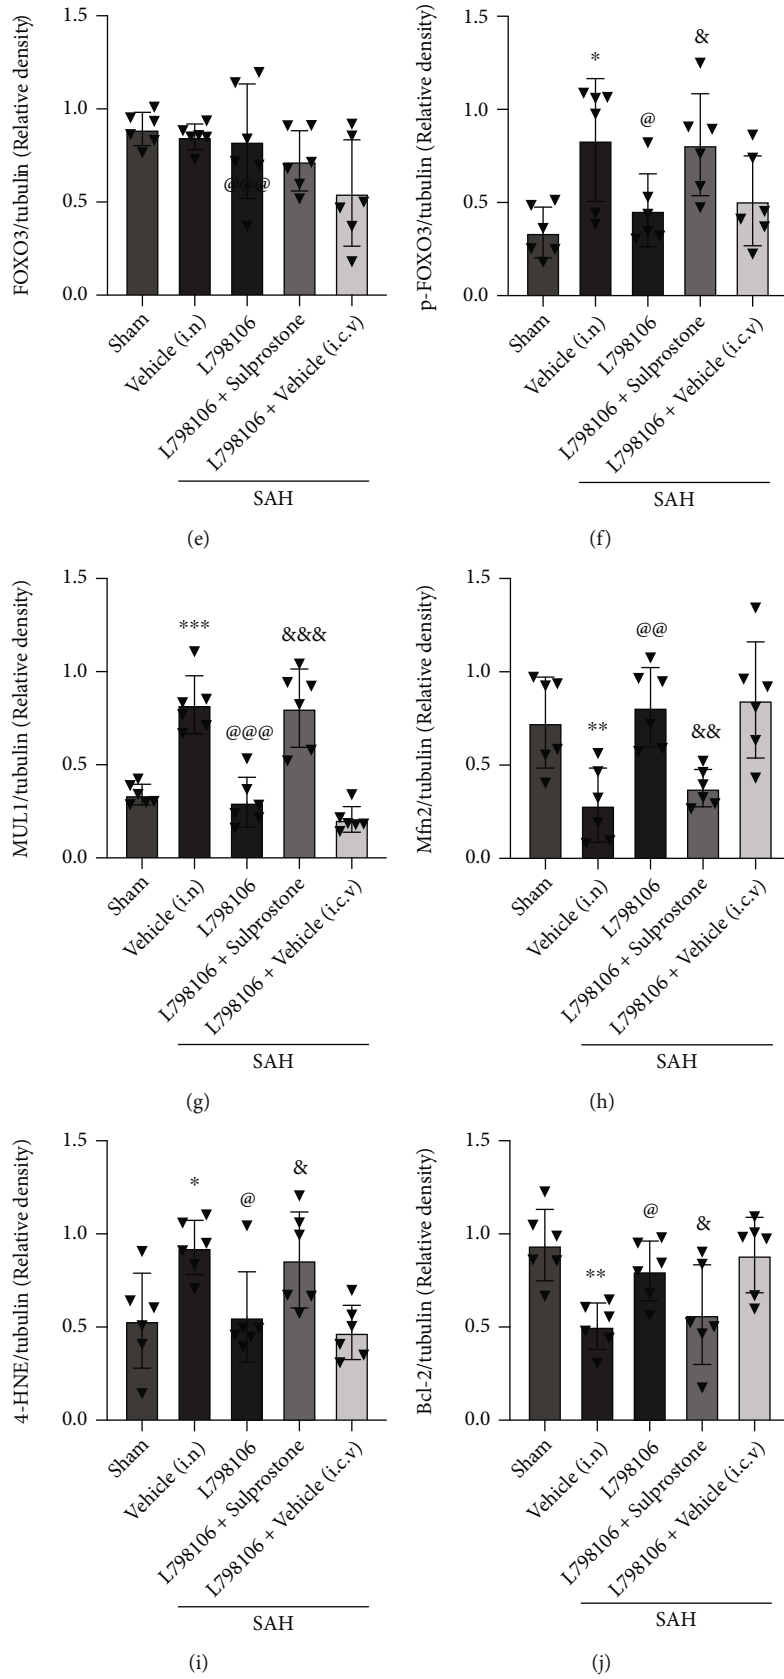 FOXO3/tubulin (Relative density)
1.5
1.0
0.5
0.0
@@@
Sham
Vehicle (i.n)
L798106
L798106 + Sulprostone
L798106 + Vehicle (i.c.v)
SAH
(e)
p-FOXO3/tubulin (Relative density)
1.5
1.0
0.5
0.0
*
@
&
Sham
Vehicle (i.n)
L798106
L798106 + Sulprostone
L798106 + Vehicle (i.c.v)
SAH
(f)
MUL1/tubulin (Relative density)
1.5
1.0
0.5
0.0
***
@@@
&&&
Sham
Vehicle (i.n)
L798106
L798106 + Sulprostone
L798106 + Vehicle (i.c.v)
SAH
(g)
Mfn2/tubulin (Relative density)
1.5
1.0
0.5
0.0
**
@@
&&
Sham
Vehicle (i.n)
L798106
L798106 + Sulprostone
L798106 + Vehicle (i.c.v)
SAH
(h)
4-HNE/tubulin (Relative density)
1.5
1.0
0.5
0.0
*
@
&
Sham
Vehicle (i.n)
L798106
L798106 + Sulprostone
L798106 + Vehicle (i.c.v)
SAH
(i)
Bcl-2/tubulin (Relative density)
1.5
1.0
0.5
0.0
**
@
&
Sham
Vehicle (i.n)
L798106
L798106 + Sulprostone
L798106 + Vehicle (i.c.v)
SAH
(j)